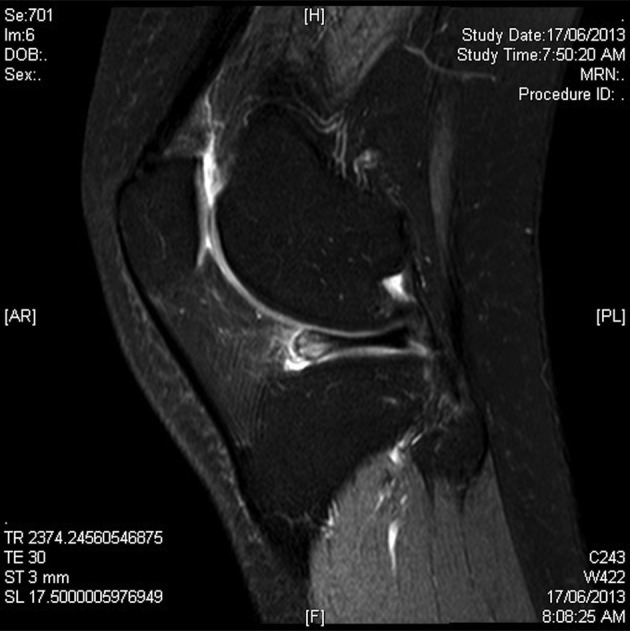 Se:701
Im:6
DOB:.
Sex:.
[H]
.
Study Date:17/06/2013
Study Time:7:50:20 AM
MRN:.
Procedure ID: .
[AR]
[PL]
.
TR 2374.24560546875
TE 30
ST 3 mm
SL 17.5000005976949
[F]
C243
W422
17/06/2013
8:08:25 AM